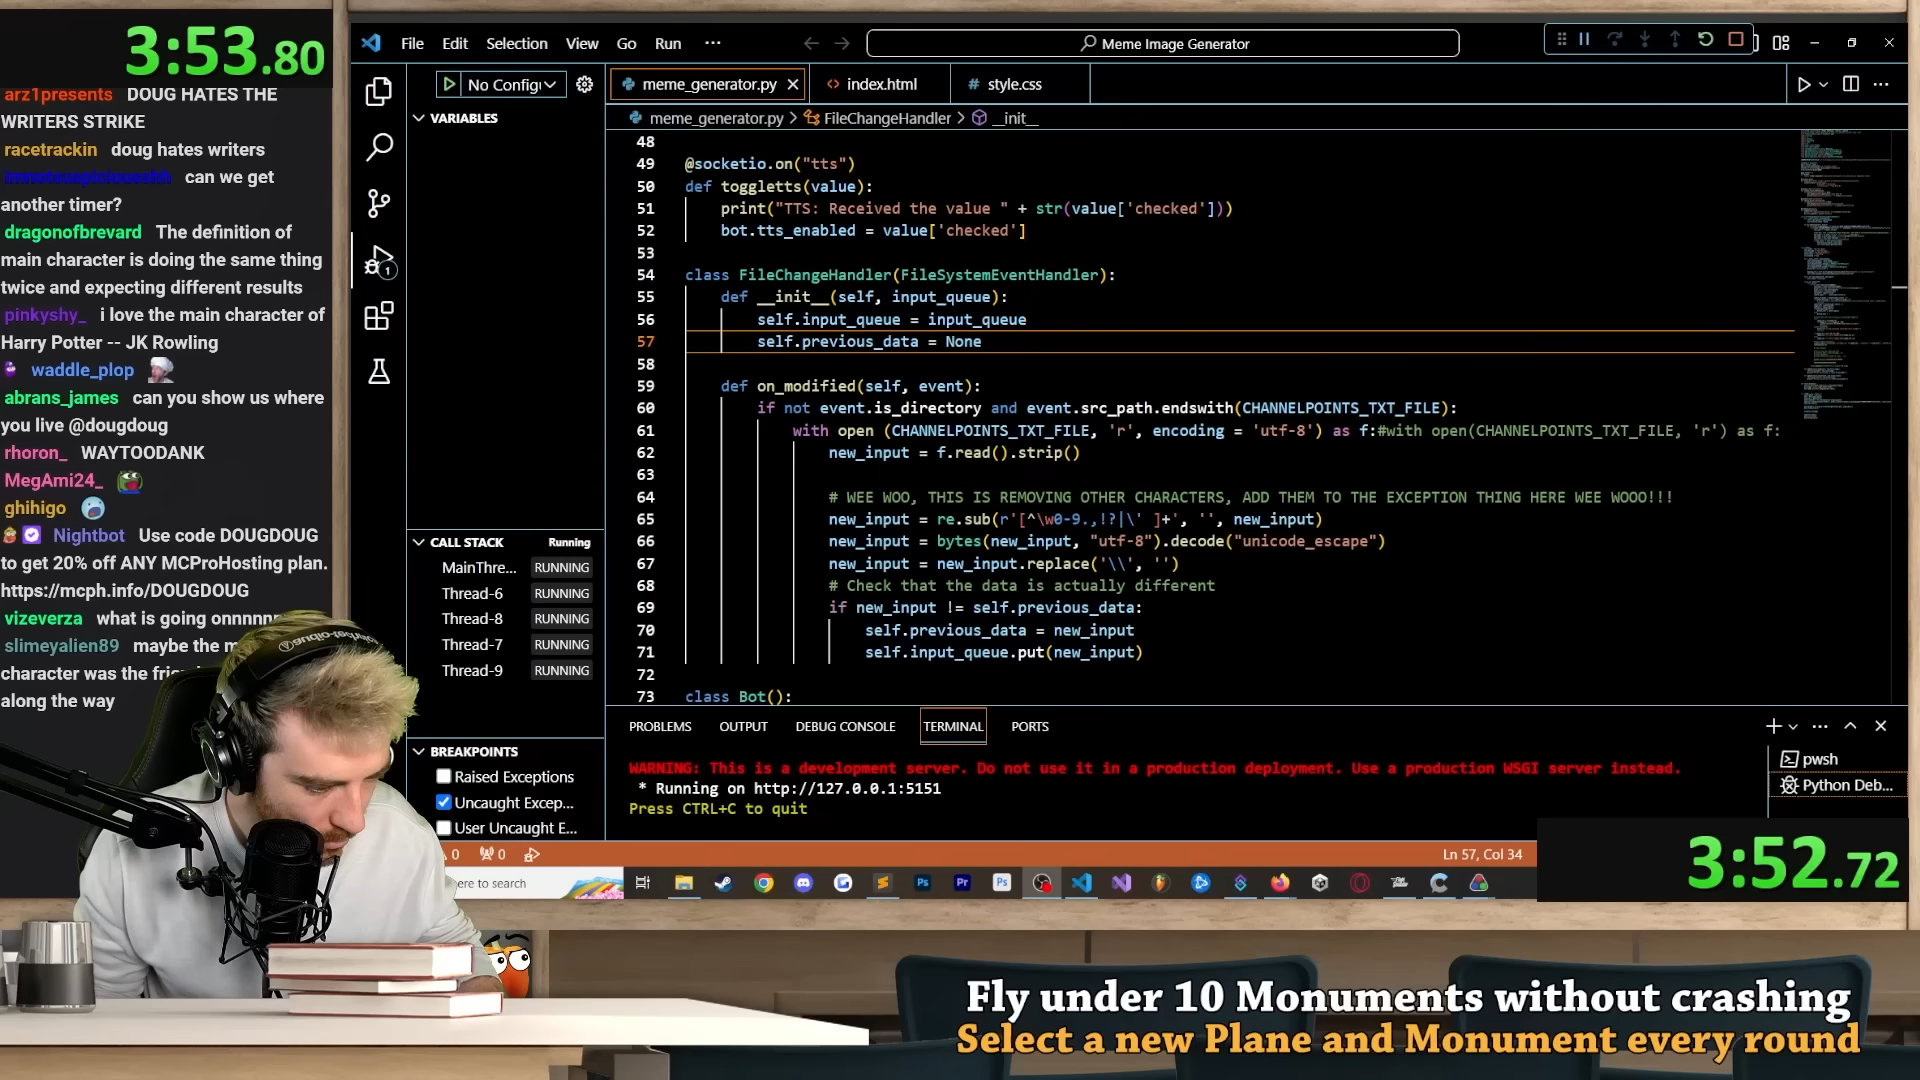 3:53.80
arz1presents DOUG HATES THE
WRITERS STRIKE
racetrackin doug hates writers
can we get
another timer?
dragonofbrevard The definition of
main character is doing the same thing
twice and expecting different results
pinkyshy_ i love the main character of
Harry Potter -- JK Rowling
waddle_plop
abrans_james can you show us where
you live @dougdoug
rhoron_ WAYTOODANK
MegAmi24_
ghihigo
Nightbot Use code DOUGDOUG
to get 20% off ANY MCProHosting plan.
https://mcph.info/DOUGDOUG
vizeverza what is going onnnnn
slimeyalien89 maybe the m
character was the frie
along the way
File Edit Selection View Go Run ···
Meme Image Generator
No Config
meme_generator.py
index.html
# style.css
meme_generator.py > FileChangeHandler > __init__
VARIABLES
CALL STACK Running
MainThre... RUNNING
Thread-6 RUNNING
Thread-8 RUNNING
Thread-7 RUNNING
Thread-9 RUNNING
BREAKPOINTS
Raised Exceptions
Uncaught Excep...
User Uncaught E...
1
48
49 @socketio.on("tts")
50 def toggletts(value):
51 print("TTS: Received the value " + str(value['checked']))
52 bot.tts_enabled = value['checked']
53
54 class FileChangeHandler(FileSystemEventHandler):
55 def __init__(self, input_queue):
56 self.input_queue = input_queue
57 self.previous_data = None
58
59 def on_modified(self, event):
60 if not event.is_directory and event.src_path.endswith(CHANNELPOINTS_TXT_FILE):
61 with open (CHANNELPOINTS_TXT_FILE, 'r', encoding = 'utf-8') as f:#with open(CHANNELPOINTS_TXT_FILE, 'r') as f:
62 new_input = f.read().strip()
63
64 # WEE WOO, THIS IS REMOVING OTHER CHARACTERS, ADD THEM TO THE EXCEPTION THING HERE WEE WOOO!!!
65 new_input = re.sub(r'[^\w0-9.,!?|\' ]+', '', new_input)
66 new_input = bytes(new_input, "utf-8").decode("unicode_escape")
67 new_input = new_input.replace('\\', '')
68 # Check that the data is actually different
69 if new_input != self.previous_data:
70 self.previous_data = new_input
71 self.input_queue.put(new_input)
72
73 class Bot():
PROBLEMS OUTPUT DEBUG CONSOLE TERMINAL PORTS
WARNING: This is a development server. Do not use it in a production deployment. Use a production WSGI server instead.
* Running on http://127.0.0.1:5151
Press CTRL+C to quit
pwsh
Python Deb...
0 0
Ln 57, Col 34
ere to search
Ps Pr Ps
3:52.72
audio-technica
Fly under 10 Monuments without crashing
Select a new Plane and Monument every round